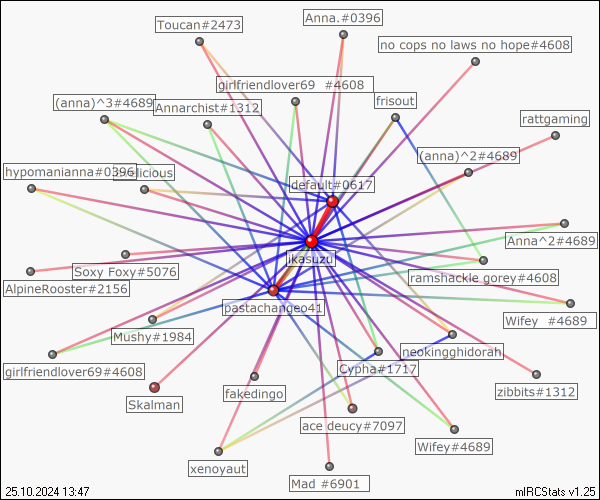 Toucan#2473
Anna.#0396
no cops no laws no hope#4608
girlfriendlover69 #4608
(anna)^3#4689
Annarchist#1312
frisout
rattgaming
(anna)^2#4689
hypomanianna#0396
default#0617
Anna^2#4689
ikasuzu
Soxy Foxy#5076
ramshackle gorey#4608
AlpineRooster#2156
pastachangeo41
Wifey #4689
Mushy#1984
neokingghidorah
girlfriendlover69#4608
Cypha#1717
fakedingo
zibbits#1312
Skalman
ace deucy#7097
Wifey#4689
xenoyaut
Mad #6901
25.10.2024 13:47
mIRCStats v1.25